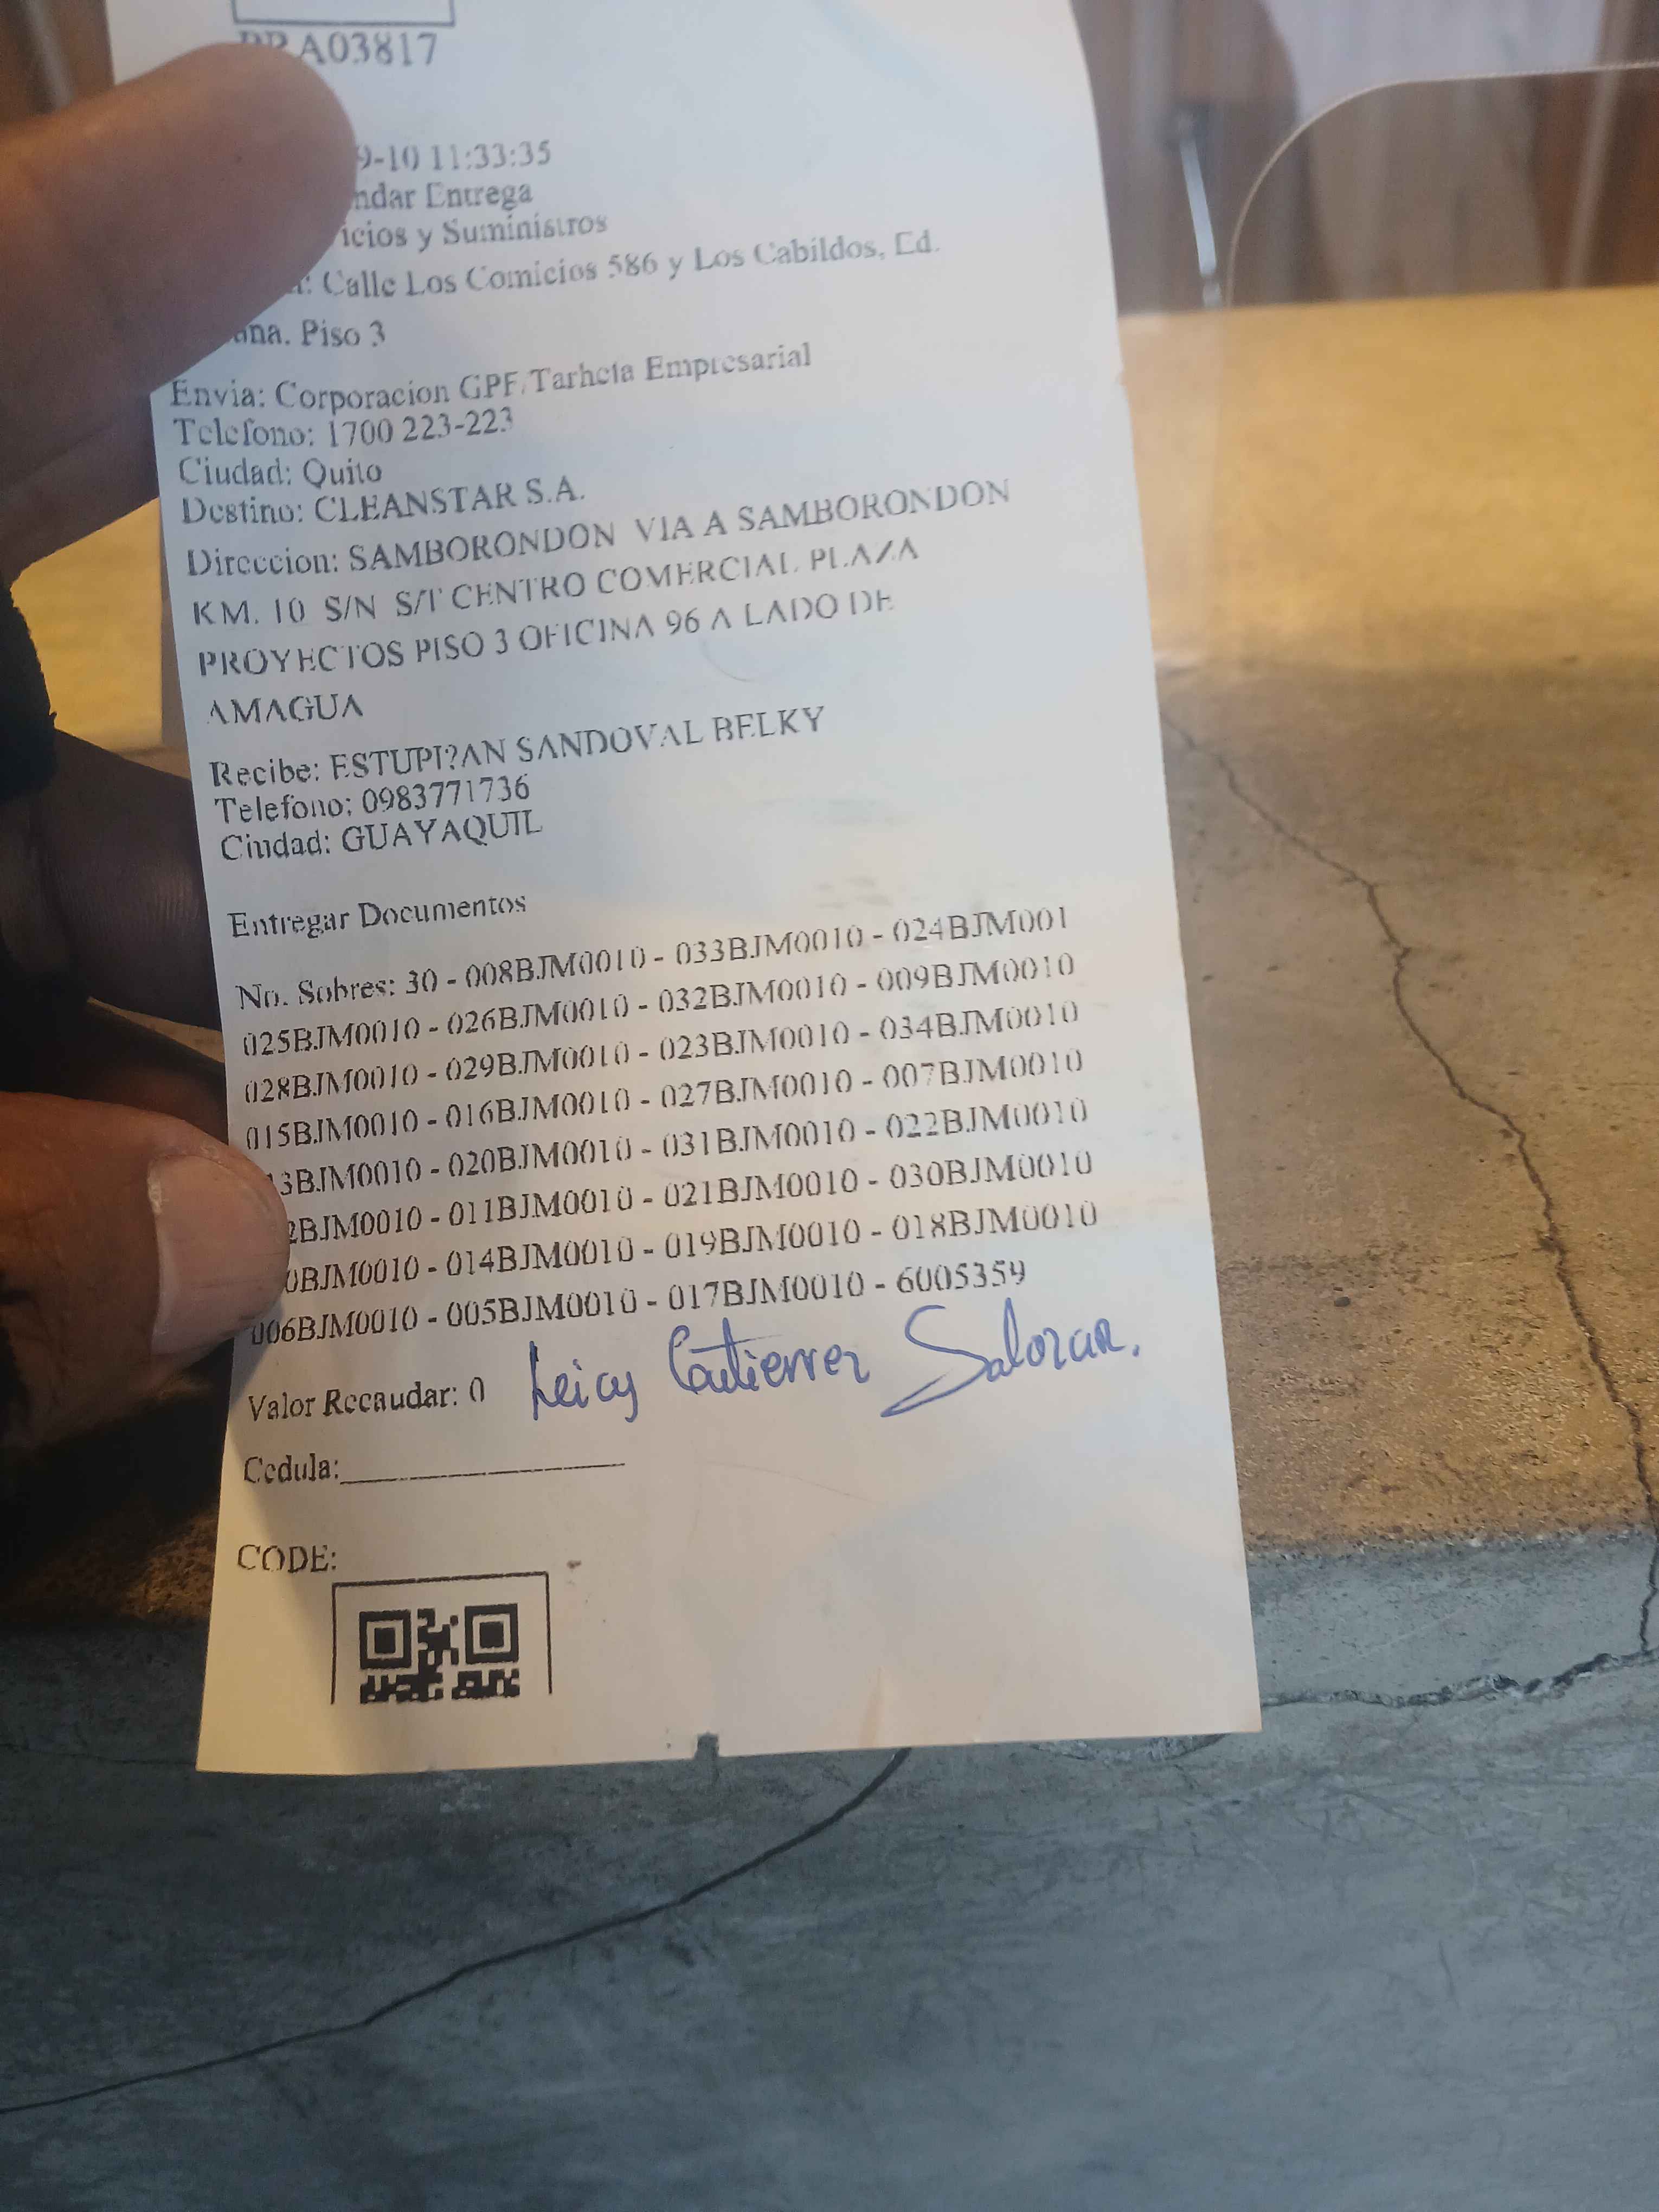 A03817
9-10 11:33:35
ndar Entrega
icios y Suministros
: Calle Los Comicios 586 y Los Cabildos, Ed.
ana. Piso 3
Envia: Corporacion GPF/Tarheta Empresarial
Telefono: 1700 223-223
Ciudad: Quito
Destino: CLEANSTAR S.A.
Direccion: SAMBORONDON VIA A SAMBORONDON
KM. 10 S/N S/T CENTRO COMERCIAL PLAZA
PROYECTOS PISO 3 OFICINA 96 A LADO DE
AMAGUA
Recibe: ESTUPI?AN SANDOVAL BELKY
Telefono: 0983771736
Ciudad: GUAYAQUIL
Entregar Documentos
No. Sobres: 30 - 008BJM0010 - 033BJM0010 - 024BJM001
025BJM0010 - 026BJM0010 - 032BJM0010 - 009BJM0010
028BJM0010 - 029BJM0010 - 023BJM0010 - 034BJM0010
015BJM0010 - 016BJM0010 - 027BJM0010 - 007BJM0010
3BJM0010 - 020BJM0010 - 031BJM0010 - 022BJM0010
2BJM0010 - 011BJM0010 - 021BJM0010 - 030BJM0010
0BJM0010 - 014BJM0010 - 019BJM0010 - 018BJM0010
006BJM0010 - 005BJM0010 - 017BJM0010 - 6005359
Valor Recaudar: 0 Gutierrez Salazar.
Cedula:
CODE: